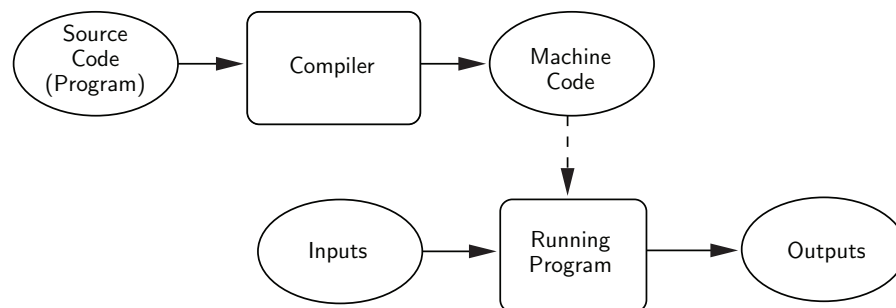 Source
Code
(Program)
Compiler
Machine
Code
Inputs
Running
Program
Outputs